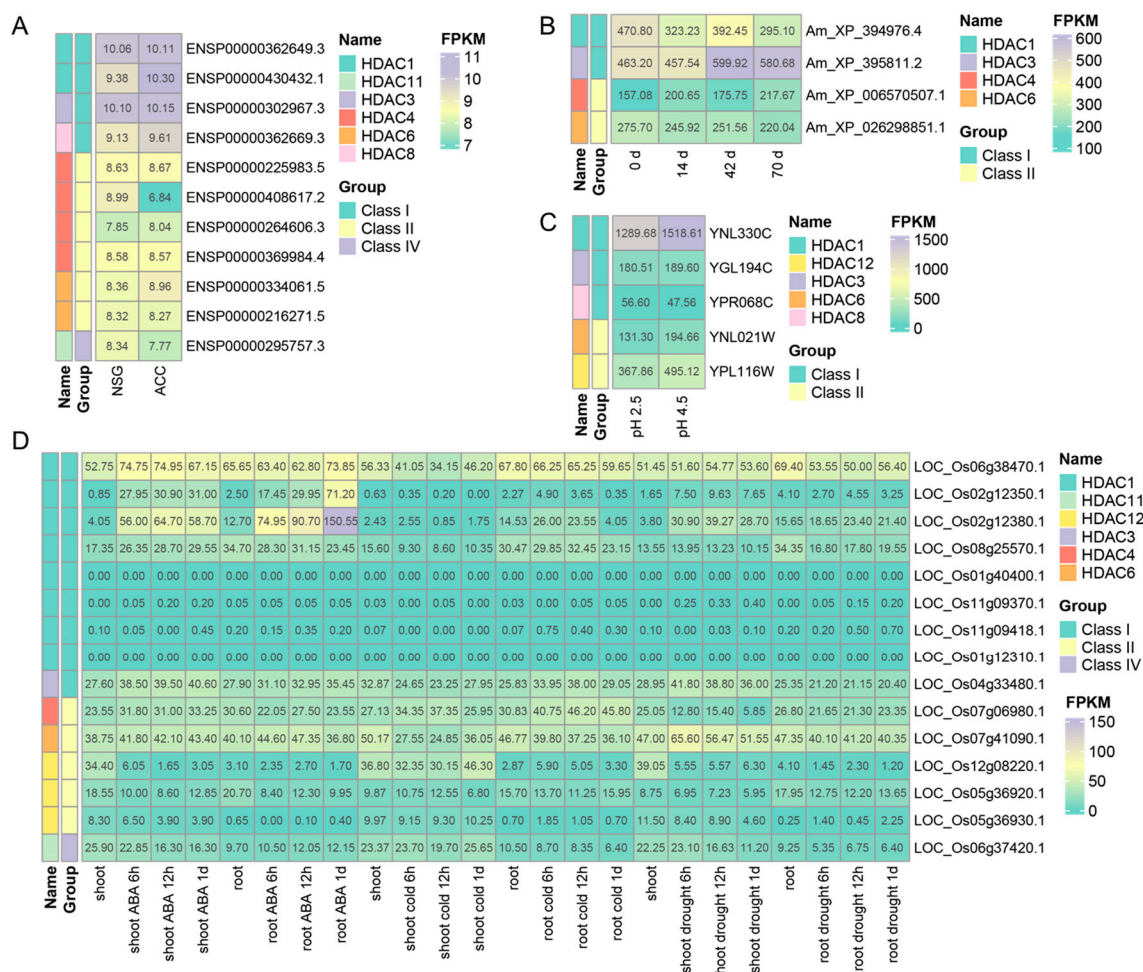 A
10.06 10.11 ENSP00000362649.3
9.38 10.30 ENSP00000430432.1
10.10 10.15 ENSP00000302967.3
9.13 9.61 ENSP00000362669.3
8.63 8.67 ENSP00000225983.5
8.99 6.84 ENSP00000408617.2
7.85 8.04 ENSP00000264606.3
8.58 8.57 ENSP00000369984.4
8.36 8.96 ENSP00000334061.5
8.32 8.27 ENSP00000216271.5
8.34 7.77 ENSP00000295757.3
Name Group NSG ACC
Name
HDAC1
HDAC11
HDAC3
HDAC4
HDAC6
HDAC8
Group
Class I
Class II
Class IV
FPKM
11
10
9
8
7
B
470.80 323.23 392.45 295.10 Am_XP_394976.4
463.20 457.54 599.92 580.68 Am_XP_395811.2
157.08 200.65 175.75 217.67 Am_XP_006570507.1
275.70 245.92 251.56 220.04 Am_XP_026298851.1
Name Group 0 d 14 d 42 d 70 d
Name
HDAC1
HDAC3
HDAC4
HDAC6
Group
Class I
Class II
FPKM
600
500
400
300
200
100
C
1289.68 1518.61 YNL330C
180.51 189.60 YGL194C
56.60 47.56 YPR068C
131.30 194.66 YNL021W
367.86 495.12 YPL116W
Name Group pH 2.5 pH 4.5
Name
HDAC1
HDAC12
HDAC3
HDAC6
HDAC8
Group
Class I
Class II
FPKM
1500
1000
500
0
D
52.75 74.75 74.95 67.15 65.65 63.40 62.80 73.85 56.33 41.05 34.15 46.20 67.80 66.25 65.25 59.65 51.45 51.60 54.77 53.60 69.40 53.55 50.00 56.40 LOC_Os06g38470.1
0.85 27.95 30.90 31.00 2.50 17.45 29.95 71.20 0.63 0.35 0.20 0.00 2.27 4.90 3.65 0.35 1.65 7.50 9.63 7.65 4.10 2.70 4.55 3.25 LOC_Os02g12350.1
4.05 56.00 64.70 58.70 12.70 74.95 90.70 150.55 2.43 2.55 0.85 1.75 14.53 26.00 23.55 4.05 3.80 30.90 39.27 28.70 15.65 18.65 23.40 21.40 LOC_Os02g12380.1
17.35 26.35 28.70 29.55 34.70 28.30 31.15 23.45 15.60 9.30 8.60 10.35 30.47 29.85 32.45 23.15 13.55 13.95 13.23 10.15 34.35 16.80 17.80 19.55 LOC_Os08g25570.1
0.00 0.00 0.00 0.00 0.00 0.00 0.00 0.00 0.00 0.00 0.00 0.00 0.00 0.00 0.00 0.00 0.00 0.00 0.00 0.00 0.00 0.00 0.00 0.00 LOC_Os01g40400.1
0.00 0.05 0.20 0.20 0.05 0.05 0.05 0.05 0.03 0.05 0.00 0.00 0.03 0.00 0.05 0.05 0.00 0.25 0.33 0.40 0.00 0.05 0.15 0.20 LOC_Os11g09370.1
0.10 0.05 0.00 0.45 0.20 0.15 0.35 0.20 0.07 0.00 0.00 0.00 0.07 0.75 0.40 0.30 0.10 0.00 0.03 0.10 0.20 0.20 0.50 0.70 LOC_Os11g09418.1
0.00 0.00 0.00 0.00 0.00 0.00 0.00 0.00 0.00 0.00 0.00 0.00 0.00 0.00 0.00 0.00 0.00 0.00 0.00 0.00 0.00 0.00 0.00 0.00 LOC_Os01g12310.1
27.60 38.50 39.50 40.60 27.90 31.10 32.95 35.45 32.87 24.65 23.25 27.95 25.83 33.95 38.00 29.05 28.95 41.80 38.80 36.00 25.35 21.20 21.15 20.40 LOC_Os04g33480.1
23.55 31.80 31.00 33.25 30.60 22.05 27.50 23.55 27.13 34.35 37.35 25.95 30.83 40.75 46.20 45.80 25.05 12.80 15.40 5.85 26.80 21.65 21.30 23.35 LOC_Os07g06980.1
38.75 41.80 42.10 43.40 40.10 44.60 47.35 36.80 50.17 27.55 24.85 36.05 46.77 39.80 37.25 36.10 47.00 65.60 56.47 51.55 47.35 40.10 41.20 40.35 LOC_Os07g41090.1
34.40 6.05 1.65 3.05 3.10 2.35 2.70 1.70 36.80 32.35 30.15 46.30 2.87 5.90 5.05 3.30 39.05 5.55 5.57 6.30 4.10 1.45 2.30 1.20 LOC_Os12g08220.1
18.55 10.00 8.60 12.85 20.70 8.40 12.30 9.95 9.87 10.75 12.55 6.80 15.70 13.70 11.25 15.95 8.75 6.95 7.23 5.95 17.95 12.75 12.20 13.65 LOC_Os05g36920.1
8.30 6.50 3.90 3.90 0.65 0.00 0.10 0.40 9.97 9.15 9.30 10.25 0.70 1.85 1.05 0.70 11.50 8.40 8.90 4.60 0.25 1.40 0.45 2.25 LOC_Os05g36930.1
25.90 22.85 16.30 16.30 9.70 10.50 12.05 12.15 23.37 23.70 19.70 25.65 10.50 8.70 8.35 6.40 22.25 23.10 16.63 11.20 9.25 5.35 6.75 6.40 LOC_Os06g37420.1
Name Group shoot shoot ABA 6h shoot ABA 12h shoot ABA 1d root root ABA 6h root ABA 12h root ABA 1d shoot shoot cold 6h shoot cold 12h shoot cold 1d root root cold 6h root cold 12h root cold 1d shoot shoot drought 6h shoot drought 12h shoot drought 1d root root drought 6h root drought 12h root drought 1d
Name
HDAC1
HDAC11
HDAC12
HDAC3
HDAC4
HDAC6
Group
Class I
Class II
Class IV
FPKM
150
100
50
0